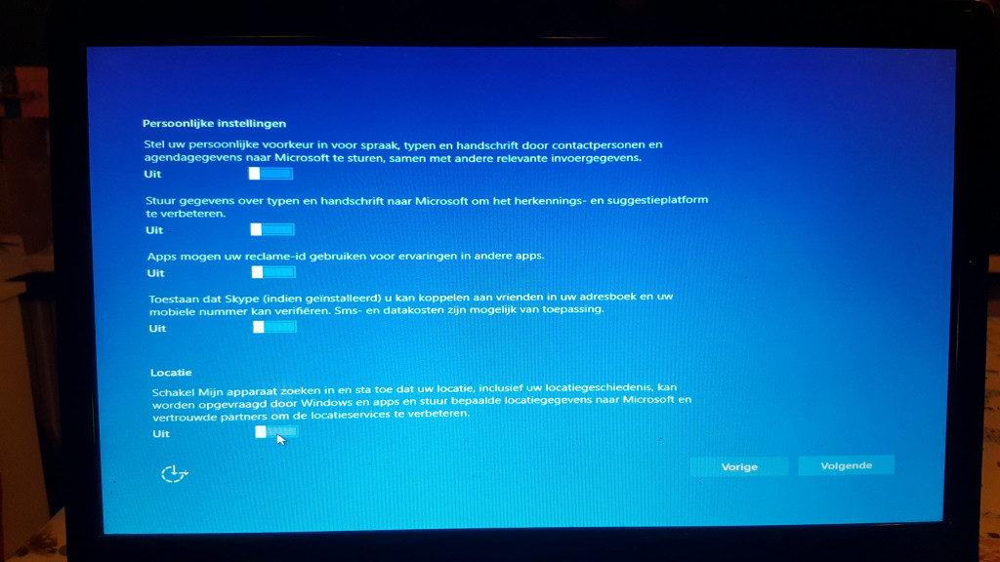 Persoonlijke instellingen
Stel uw persoonlijke voorkeur in voor spraak, typen en handschrift door contactpersonen en
agendagegevens naar Microsoft te sturen, samen met andere relevante invoergegevens.
Uit
Stuur gegevens over typen en handschrift naar Microsoft om het herkennings- en suggestieplatform
te verbeteren.
Uit
Apps mogen uw reclame-id gebruiken voor ervaringen in andere apps.
Uit
Toestaan dat Skype (indien geïnstalleerd) u kan koppelen aan vrienden in uw adresboek en uw
mobiele nummer kan verifiëren. Sms- en datakosten zijn mogelijk van toepassing.
Uit
Locatie
Schakel Mijn apparaat zoeken in en sta toe dat uw locatie, inclusief uw locatiegeschiedenis, kan
worden opgevraagd door Windows en apps en stuur bepaalde locatiegegevens naar Microsoft en
vertrouwde partners om de locatieservices te verbeteren.
Uit
Vorige
Volgende